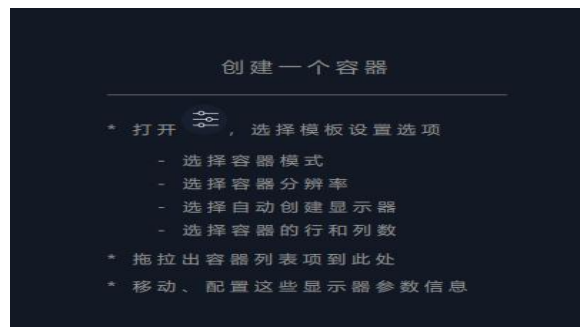 创建一个容器
* 打开 , 选择模板设置选项
- 选择容器模式
- 选择容器分辨率
- 选择自动创建显示器
- 选择容器的行和列数
* 拖拉出容器列表项到此处
* 移动、配置这些显示器参数信息